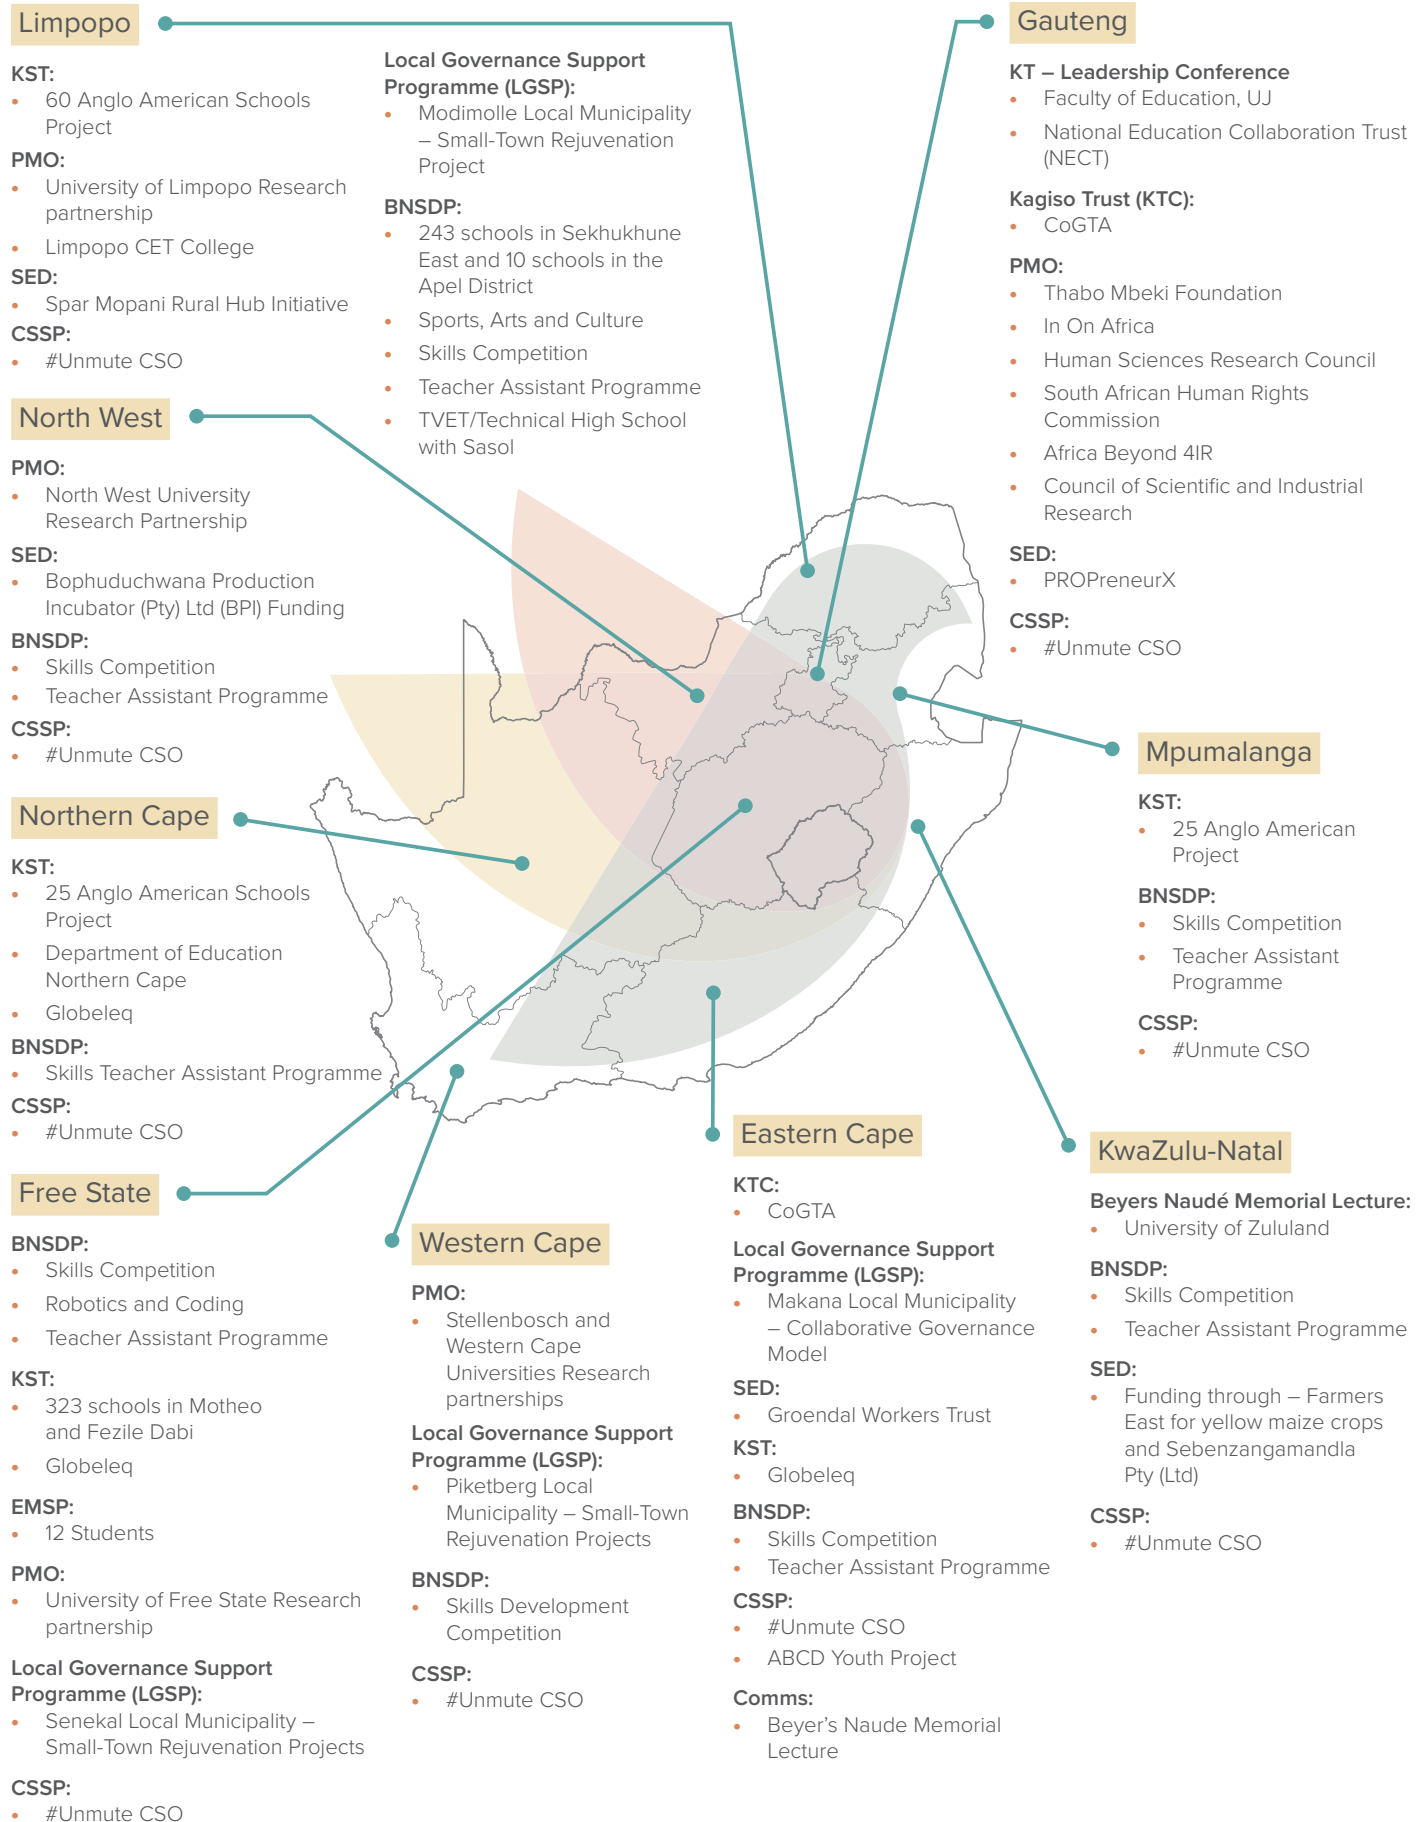 Limpopo
KST:
• 60 Anglo American Schools
Project
PMO:
• University of Limpopo Research
partnership
• Limpopo CET College
SED:
• Spar Mopani Rural Hub Initiative
CSSP:
• #Unmute CSO
Local Governance Support
Programme (LGSP):
• Modimolle Local Municipality
– Small-Town Rejuvenation
Project
BNSDP:
• 243 schools in Sekhukhune
East and 10 schools in the
Apel District
• Sports, Arts and Culture
• Skills Competition
• Teacher Assistant Programme
• TVET/Technical High School
with Sasol
Gauteng
KT – Leadership Conference
• Faculty of Education, UJ
• National Education Collaboration Trust
(NECT)
Kagiso Trust (KTC):
• CoGTA
PMO:
• Thabo Mbeki Foundation
• In On Africa
• Human Sciences Research Council
• South African Human Rights
Commission
• Africa Beyond 4IR
• Council of Scientific and Industrial
Research
SED:
• PROPreneurX
CSSP:
• #Unmute CSO
North West
PMO:
• North West University
Research Partnership
SED:
• Bophuduchwana Production
Incubator (Pty) Ltd (BPI) Funding
BNSDP:
• Skills Competition
• Teacher Assistant Programme
CSSP:
• #Unmute CSO
Mpumalanga
KST:
• 25 Anglo American
Project
BNSDP:
• Skills Competition
• Teacher Assistant
Programme
CSSP:
• #Unmute CSO
Northern Cape
KST:
• 25 Anglo American Schools
Project
• Department of Education
Northern Cape
• Globeleq
BNSDP:
• Skills Teacher Assistant Programme
CSSP:
• #Unmute CSO
Free State
BNSDP:
• Skills Competition
• Robotics and Coding
• Teacher Assistant Programme
KST:
• 323 schools in Motheo
and Fezile Dabi
• Globeleq
EMSP:
• 12 Students
PMO:
• University of Free State Research
partnership
Local Governance Support
Programme (LGSP):
• Senekal Local Municipality –
Small-Town Rejuvenation Projects
CSSP:
• #Unmute CSO
Western Cape
PMO:
• Stellenbosch and
Western Cape
Universities Research
partnerships
Local Governance Support
Programme (LGSP):
• Piketberg Local
Municipality – Small-Town
Rejuvenation Projects
BNSDP:
• Skills Development
Competition
CSSP:
• #Unmute CSO
Eastern Cape
KTC:
• CoGTA
Local Governance Support
Programme (LGSP):
• Makana Local Municipality
– Collaborative Governance
Model
SED:
• Groendal Workers Trust
KST:
• Globeleq
BNSDP:
• Skills Competition
• Teacher Assistant Programme
CSSP:
• #Unmute CSO
• ABCD Youth Project
Comms:
• Beyer’s Naude Memorial
Lecture
KwaZulu-Natal
Beyers Naudé Memorial Lecture:
• University of Zululand
BNSDP:
• Skills Competition
• Teacher Assistant Programme
SED:
• Funding through – Farmers
East for yellow maize crops
and Sebenzangamandla
Pty (Ltd)
CSSP:
• #Unmute CSO